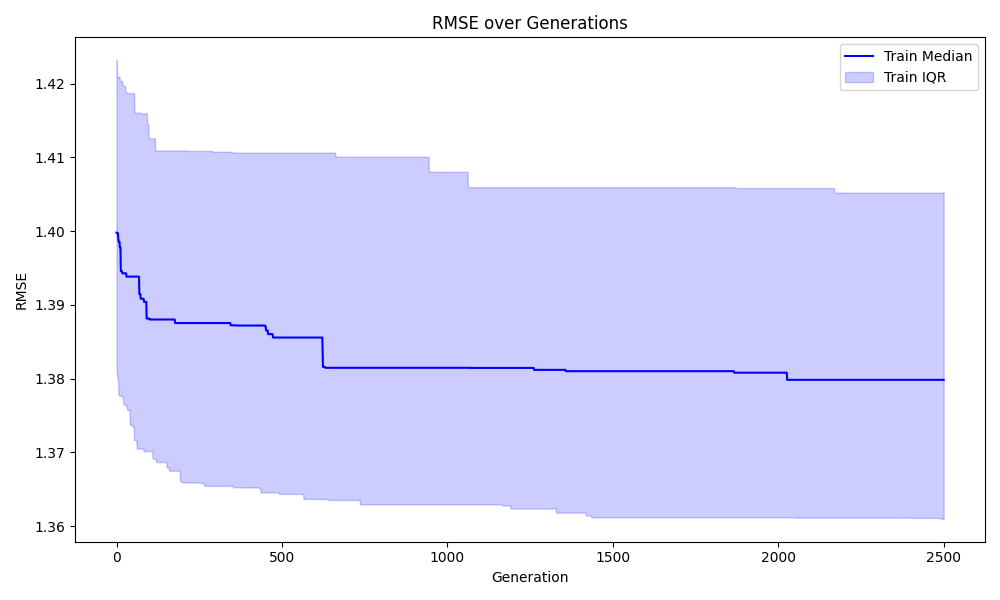 RMSE over Generations
Train Median
Train IQR
RMSE
1.42
1.41
1.40
1.39
1.38
1.37
1.36
0
500
1000
1500
2000
2500
Generation